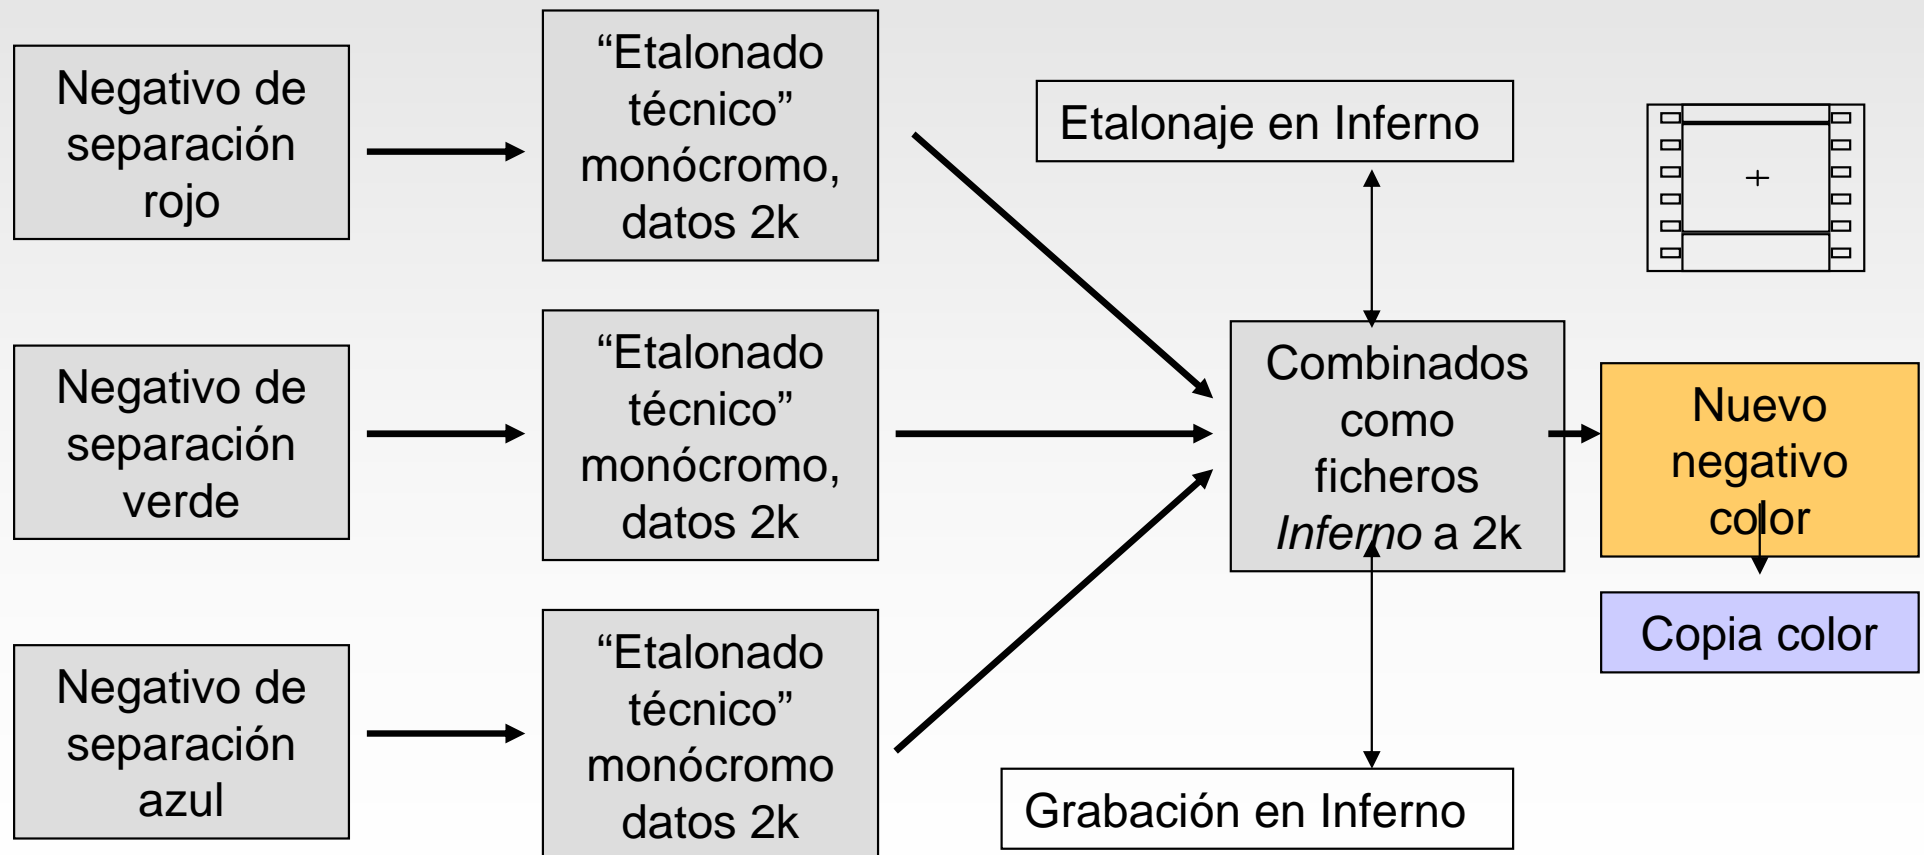 Negativo de
separación
rojo
“Etalonado
técnico”
monócromo,
datos 2k
Etalonaje en Inferno
Negativo de
separación
verde
“Etalonado
técnico”
monócromo,
datos 2k
Combinados
como
ficheros
Inferno a 2k
Nuevo
negativo
color
Copia color
Negativo de
separación
azul
“Etalonado
técnico”
monócromo
datos 2k
Grabación en Inferno